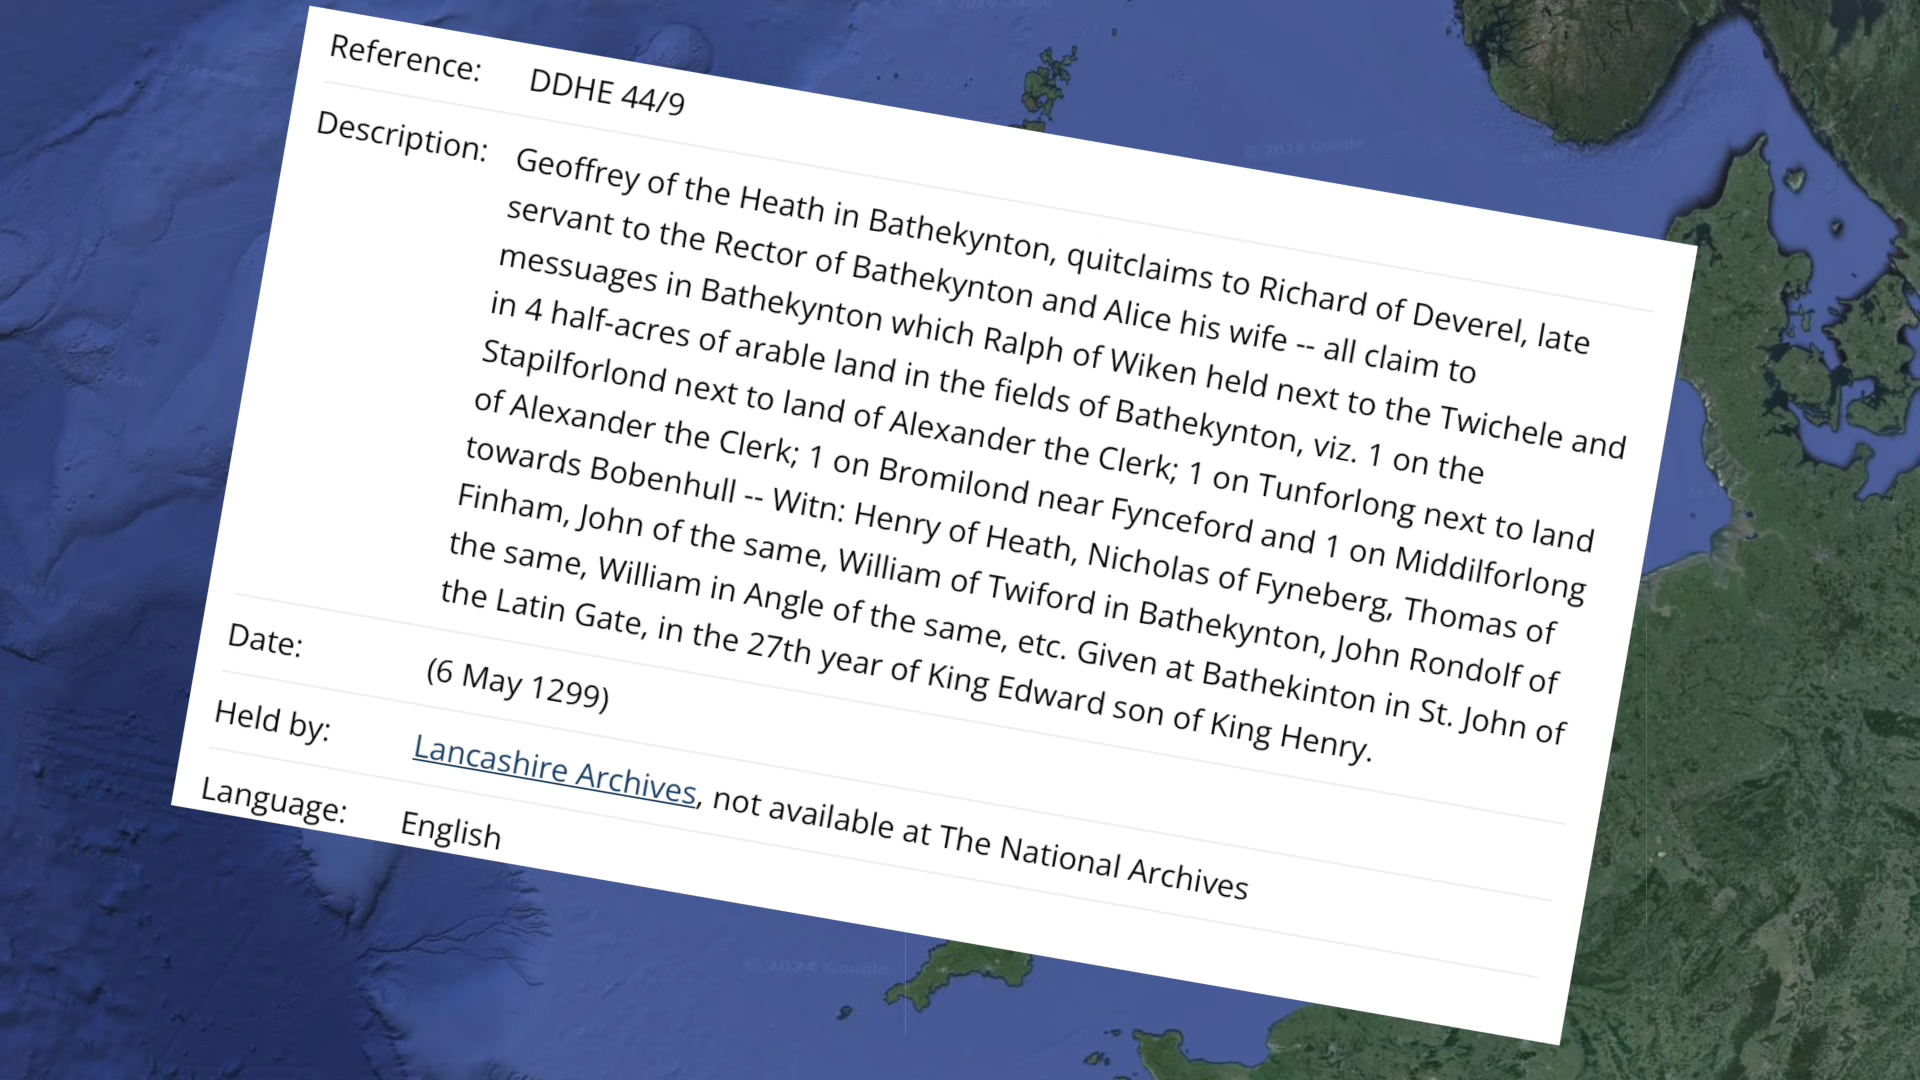 Reference: DDHE 44/9
Description: Geoffrey of the Heath in Bathekynton, quitclaims to Richard of Deverel, late
servant to the Rector of Bathekynton and Alice his wife -- all claim to
messuages in Bathekynton which Ralph of Wiken held next to the Twichele and
in 4 half-acres of arable land in the fields of Bathekynton, viz. 1 on the
Stapilforlond next to land of Alexander the Clerk; 1 on Tunforlong next to land
of Alexander the Clerk; 1 on Bromilond near Fynceford and 1 on Middilforlong
towards Bobenhull -- Witn: Henry of Heath, Nicholas of Fyneberg, Thomas of
Finham, John of the same, William of Twiford in Bathekynton, John Rondolf of
the same, William in Angle of the same, etc. Given at Bathekinton in St. John of
the Latin Gate, in the 27th year of King Edward son of King Henry.
Date: (6 May 1299)
Held by: Lancashire Archives, not available at The National Archives
Language: English
© 2024 Google
© 2024 Google